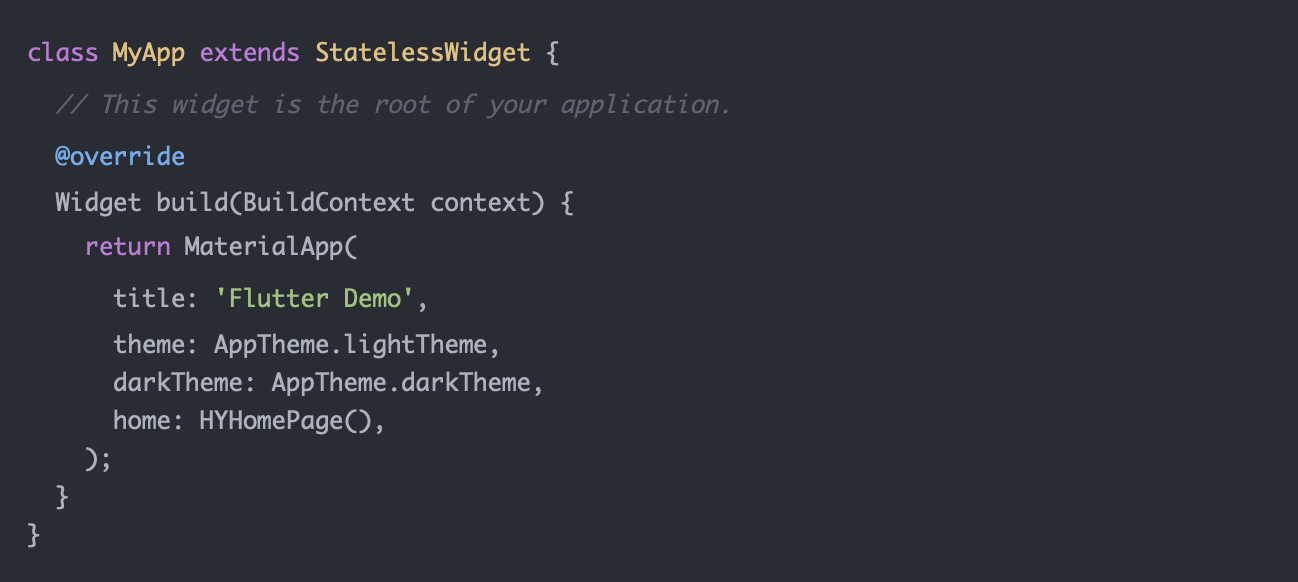 class MyApp extends StatelessWidget {
  // This widget is the root of your application.
  @override
  Widget build(BuildContext context) {
    return MaterialApp(
      title: 'Flutter Demo',
      theme: AppTheme.lightTheme,
      darkTheme: AppTheme.darkTheme,
      home: HYHomePage(),
    );
  }
}